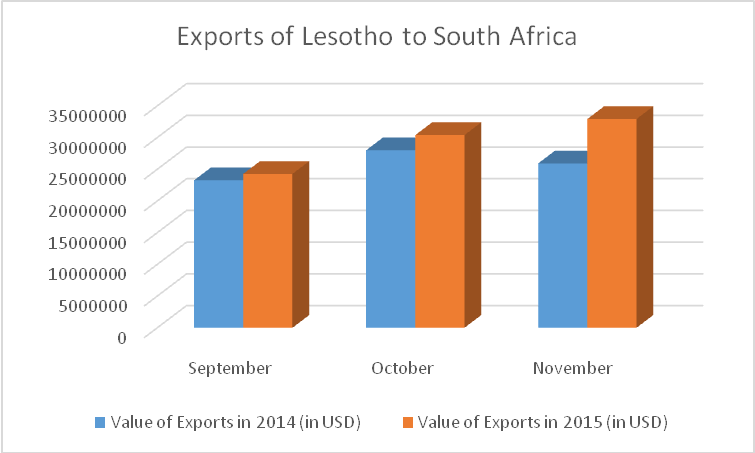 Exports of Lesotho to South Africa
35000000
30000000
25000000
20000000
15000000
10000000
5000000
0
September October November
Value of Exports in 2014 (in USD) Value of Exports in 2015 (in USD)